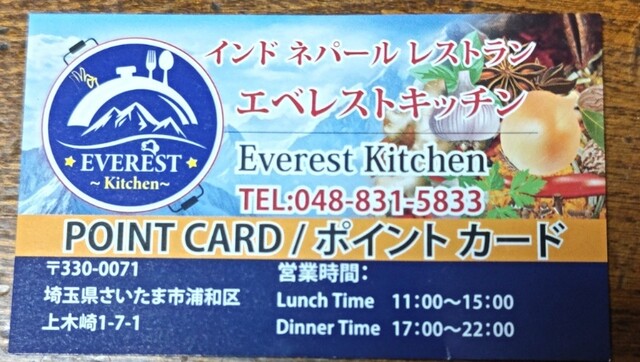 インド ネパール レストラン
エベレストキッチン
Everest Kitchen
TEL:048-831-5833
EVEREST
~Kitchen~
POINT CARD / ポイント カード
〒330-0071
埼玉県さいたま市浦和区
上木崎1-7-1
営業時間:
Lunch Time 11:00~15:00
Dinner Time 17:00~22:00